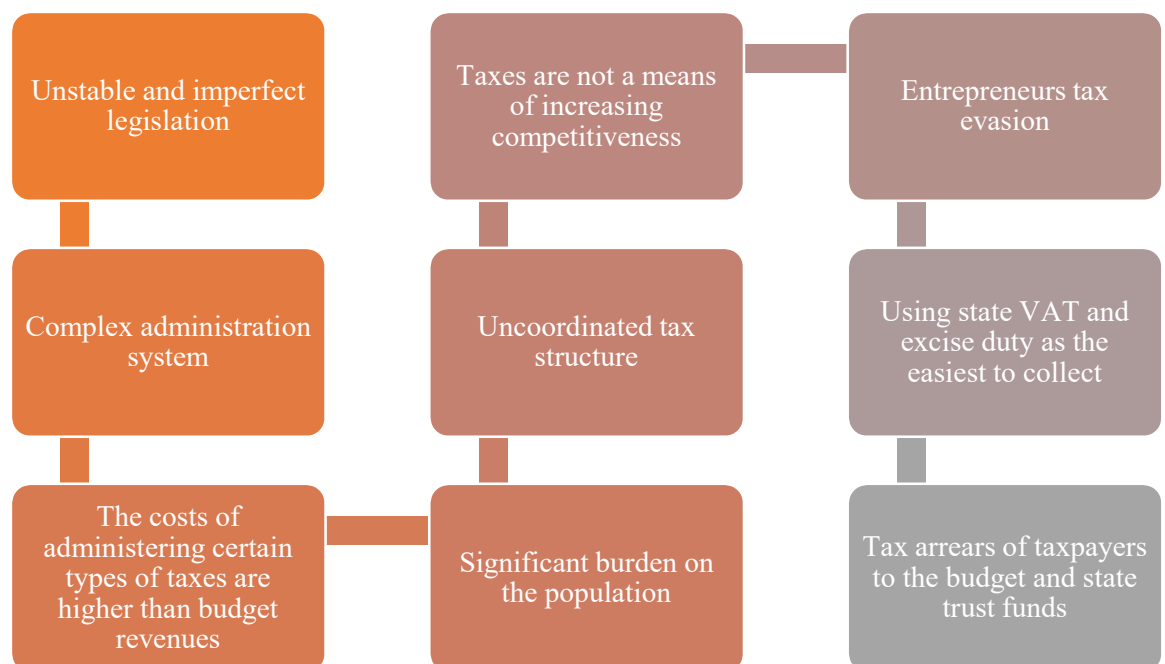 Unstable and imperfect
legislation
Complex administration
system
The costs of
administering certain
types of taxes are
higher than budget
revenues
Significant burden on
the population
Uncoordinated tax
structure
Taxes are not a means
of increasing
competitiveness
Entrepreneurs tax
evasion
Using state VAT and
excise duty as the
easiest to collect
Tax arrears of taxpayers
to the budget and state
trust funds